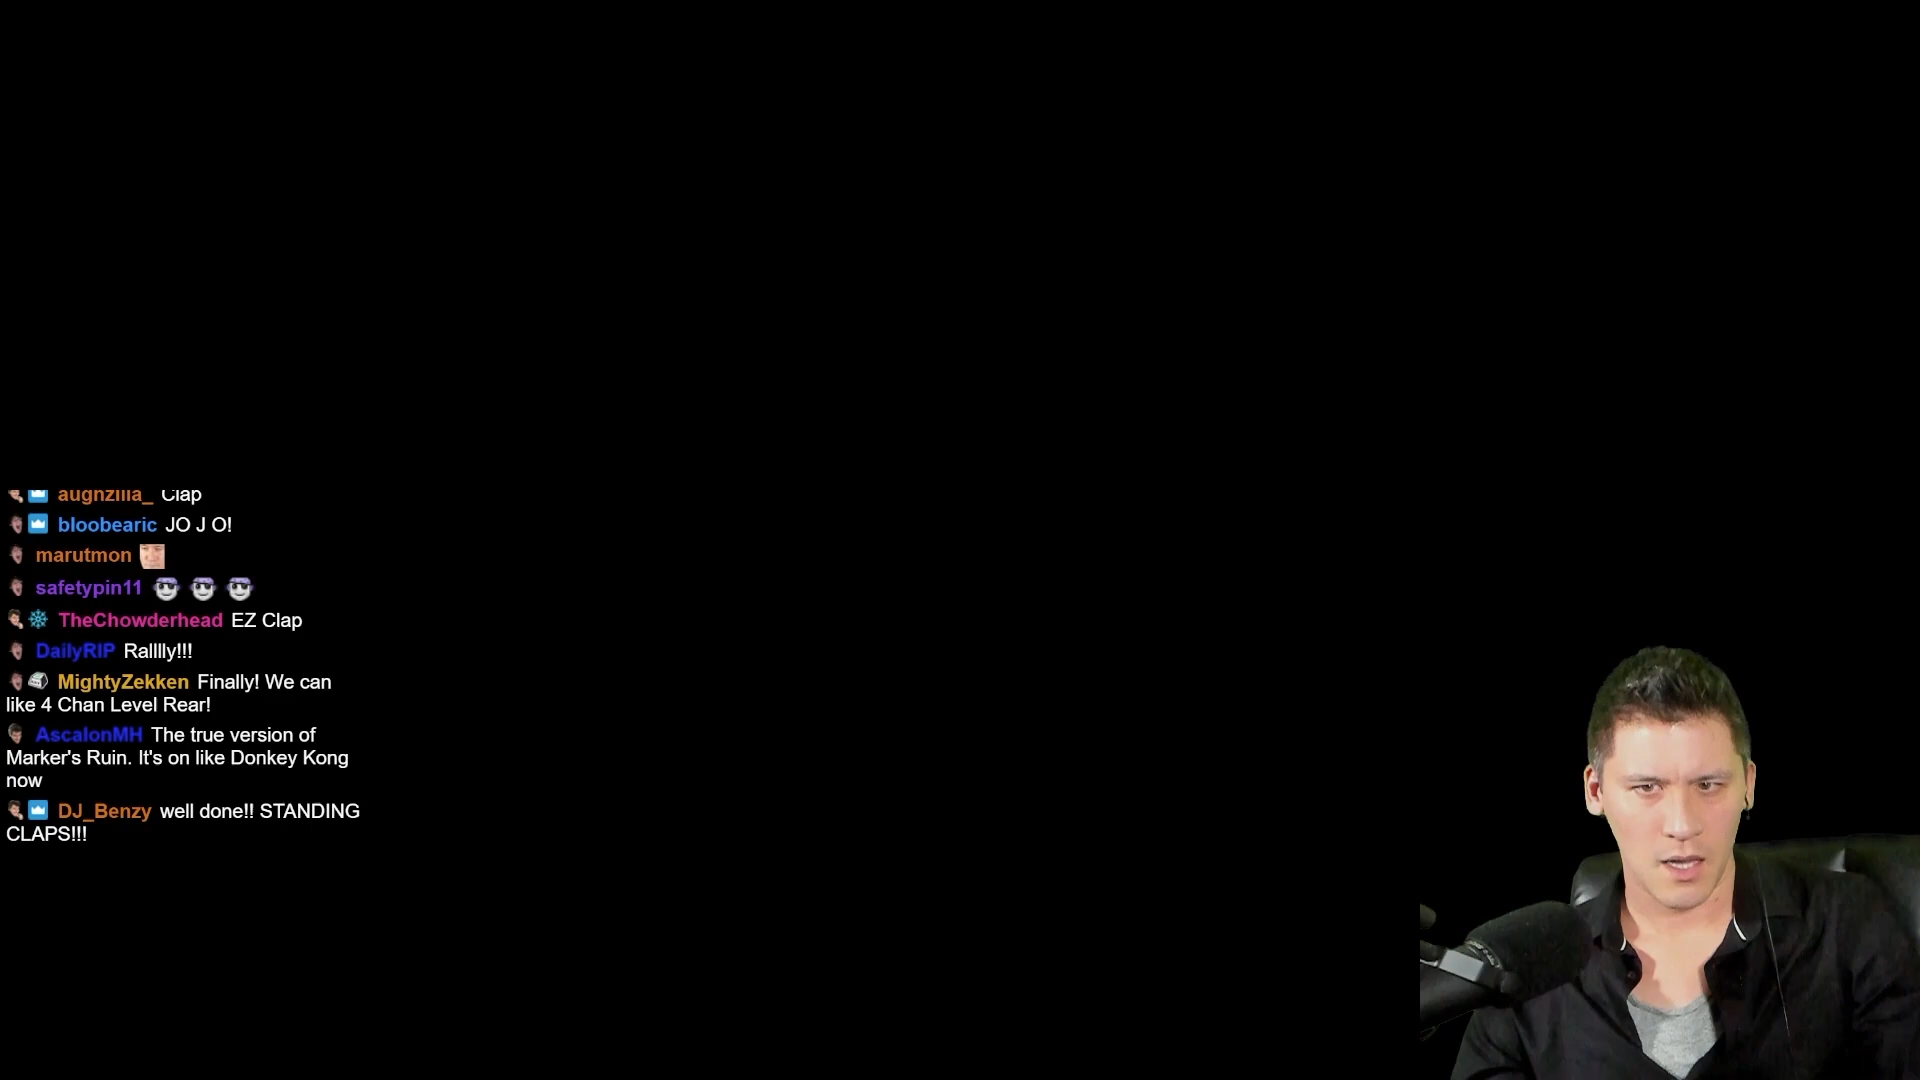 aughzilla_ Clap
bloobearic JO J O!
marutmon
safetypin11
TheChowderhead EZ Clap
DailyRIP Ralllly!!!
MightyZekken Finally! We can
like 4 Chan Level Rear!
AscalonMH The true version of
Marker's Ruin. It's on like Donkey Kong
now
DJ_Benzy well done!! STANDING
CLAPS!!!